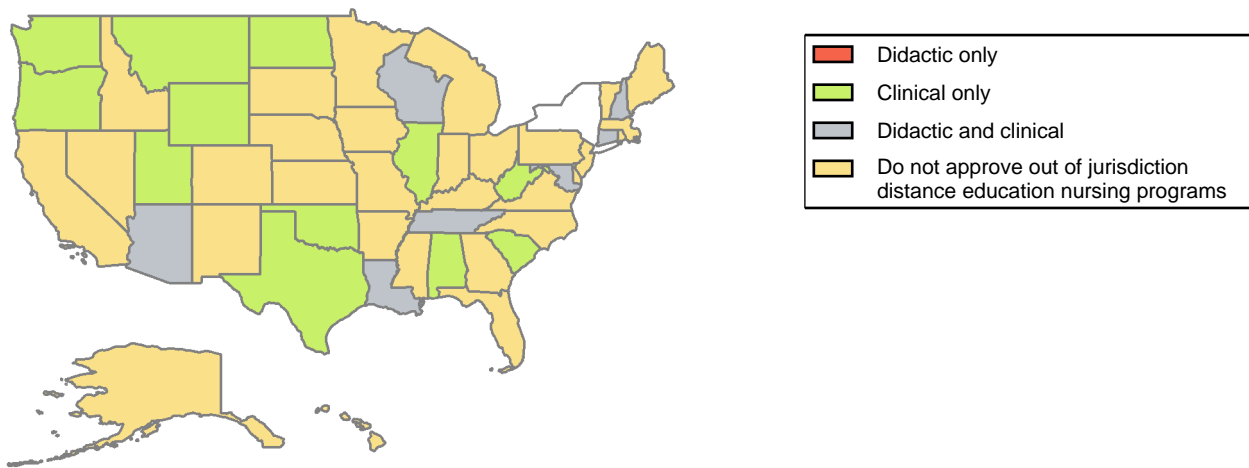 Didactic only
Clinical only
Didactic and clinical
Do not approve out of jurisdiction
distance education nursing programs